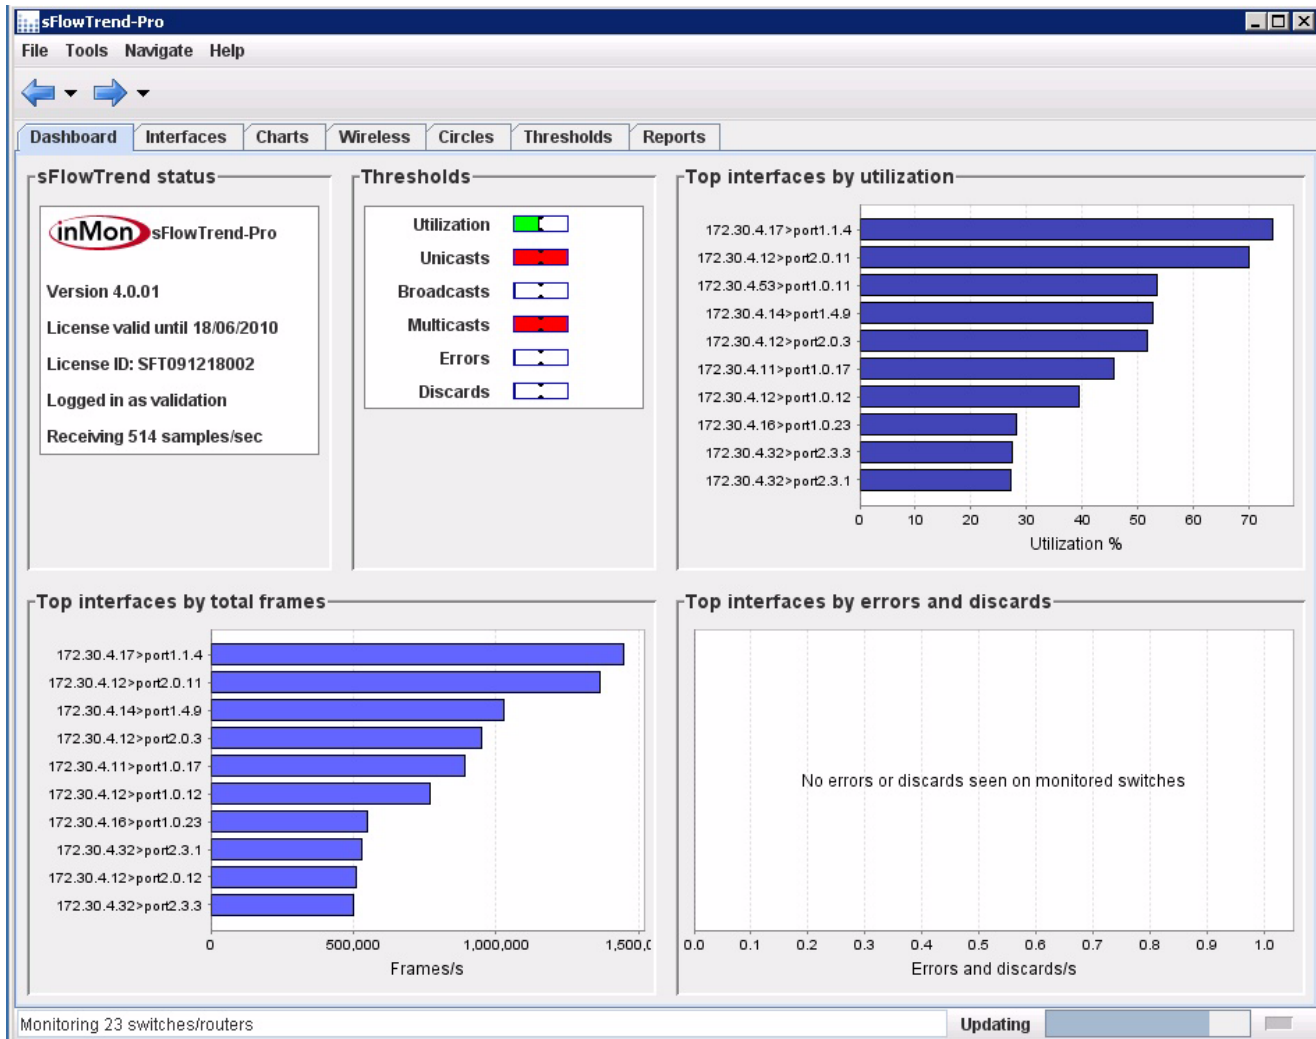 sFlowTrend-Pro
File Tools Navigate Help
Dashboard Interfaces Charts Wireless Circles Thresholds Reports
sFlowTrend status
inMon sFlowTrend-Pro
Version 4.0.01
License valid until 18/06/2010
License ID: SFT091218002
Logged in as validation
Receiving 514 samples/sec
Thresholds
Utilization
Unicasts
Broadcasts
Multicasts
Errors
Discards
Top interfaces by utilization
172.30.4.17>port1.1.4
172.30.4.12>port2.0.11
172.30.4.53>port1.0.11
172.30.4.14>port1.4.9
172.30.4.12>port2.0.3
172.30.4.11>port1.0.17
172.30.4.12>port1.0.12
172.30.4.16>port1.0.23
172.30.4.32>port2.3.3
172.30.4.32>port2.3.1
0 10 20 30 40 50 60 70
Utilization %
Top interfaces by total frames
172.30.4.17>port1.1.4
172.30.4.12>port2.0.11
172.30.4.14>port1.4.9
172.30.4.12>port2.0.3
172.30.4.11>port1.0.17
172.30.4.12>port1.0.12
172.30.4.16>port1.0.23
172.30.4.32>port2.3.1
172.30.4.12>port2.0.12
172.30.4.32>port2.3.3
0 500,000 1,000,000 1,500,(
Frames/s
Top interfaces by errors and discards
No errors or discards seen on monitored switches
0.0 0.1 0.2 0.3 0.4 0.5 0.6 0.7 0.8 0.9 1.0
Errors and discards/s
Monitoring 23 switches/routers
Updating